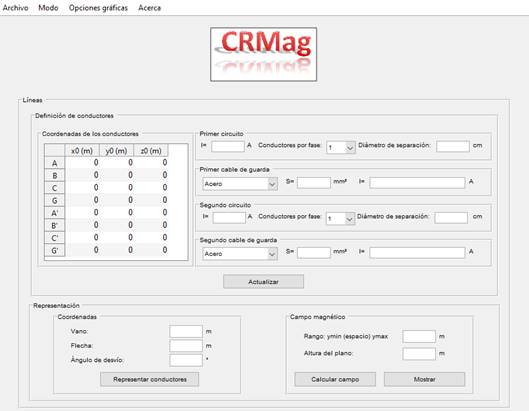 Archivo Modo Opciones gráficas Acerca
CRMag
Líneas
Definición de conductores
Coordenadas de los conductores
x0 (m) y0 (m) z0 (m)
A 0 0 0
B 0 0 0
C 0 0 0
G 0 0 0
A' 0 0 0
B' 0 0 0
C' 0 0 0
G' 0 0 0
Primer circuito
I= A Conductores por fase: 1 Diámetro de separación: cm
Primer cable de guarda
Acero S= mm² I= A
Segundo circuito
I= A Conductores por fase: 1 Diámetro de separación: cm
Segundo cable de guarda
Acero S= mm² I= A
Actualizar
Representación
Coordenadas
Vano: m
Flecha: m
Ángulo de desvío: °
Representar conductores
Campo magnético
Rango: ymin (espacio) ymax m
Altura del plano: m
Calcular campo Mostrar